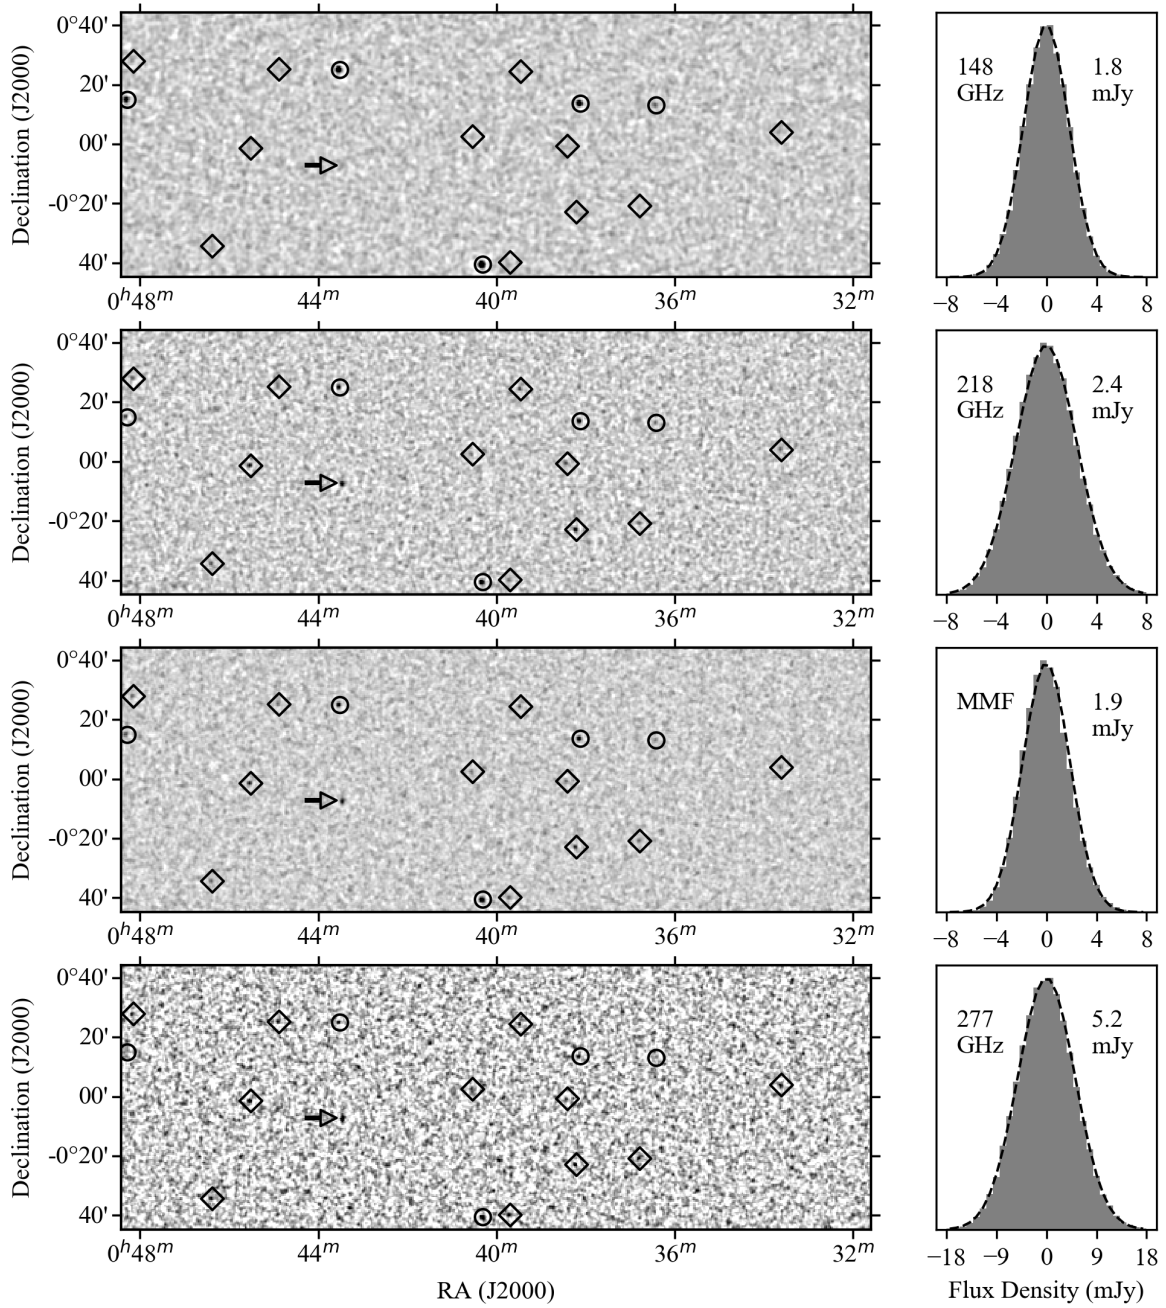 Declination (J2000)
0°40'
20'
00'
-0°20'
40'
0ʰ48ᵐ 44ᵐ 40ᵐ 36ᵐ 32ᵐ
148 GHz
1.8 mJy
−8 −4 0 4 8
Declination (J2000)
0°40'
20'
00'
-0°20'
40'
0ʰ48ᵐ 44ᵐ 40ᵐ 36ᵐ 32ᵐ
218 GHz
2.4 mJy
−8 −4 0 4 8
Declination (J2000)
0°40'
20'
00'
-0°20'
40'
0ʰ48ᵐ 44ᵐ 40ᵐ 36ᵐ 32ᵐ
MMF
1.9 mJy
−8 −4 0 4 8
Declination (J2000)
0°40'
20'
00'
-0°20'
40'
0ʰ48ᵐ 44ᵐ 40ᵐ 36ᵐ 32ᵐ
RA (J2000)
277 GHz
5.2 mJy
−18 −9 0 9 18
Flux Density (mJy)